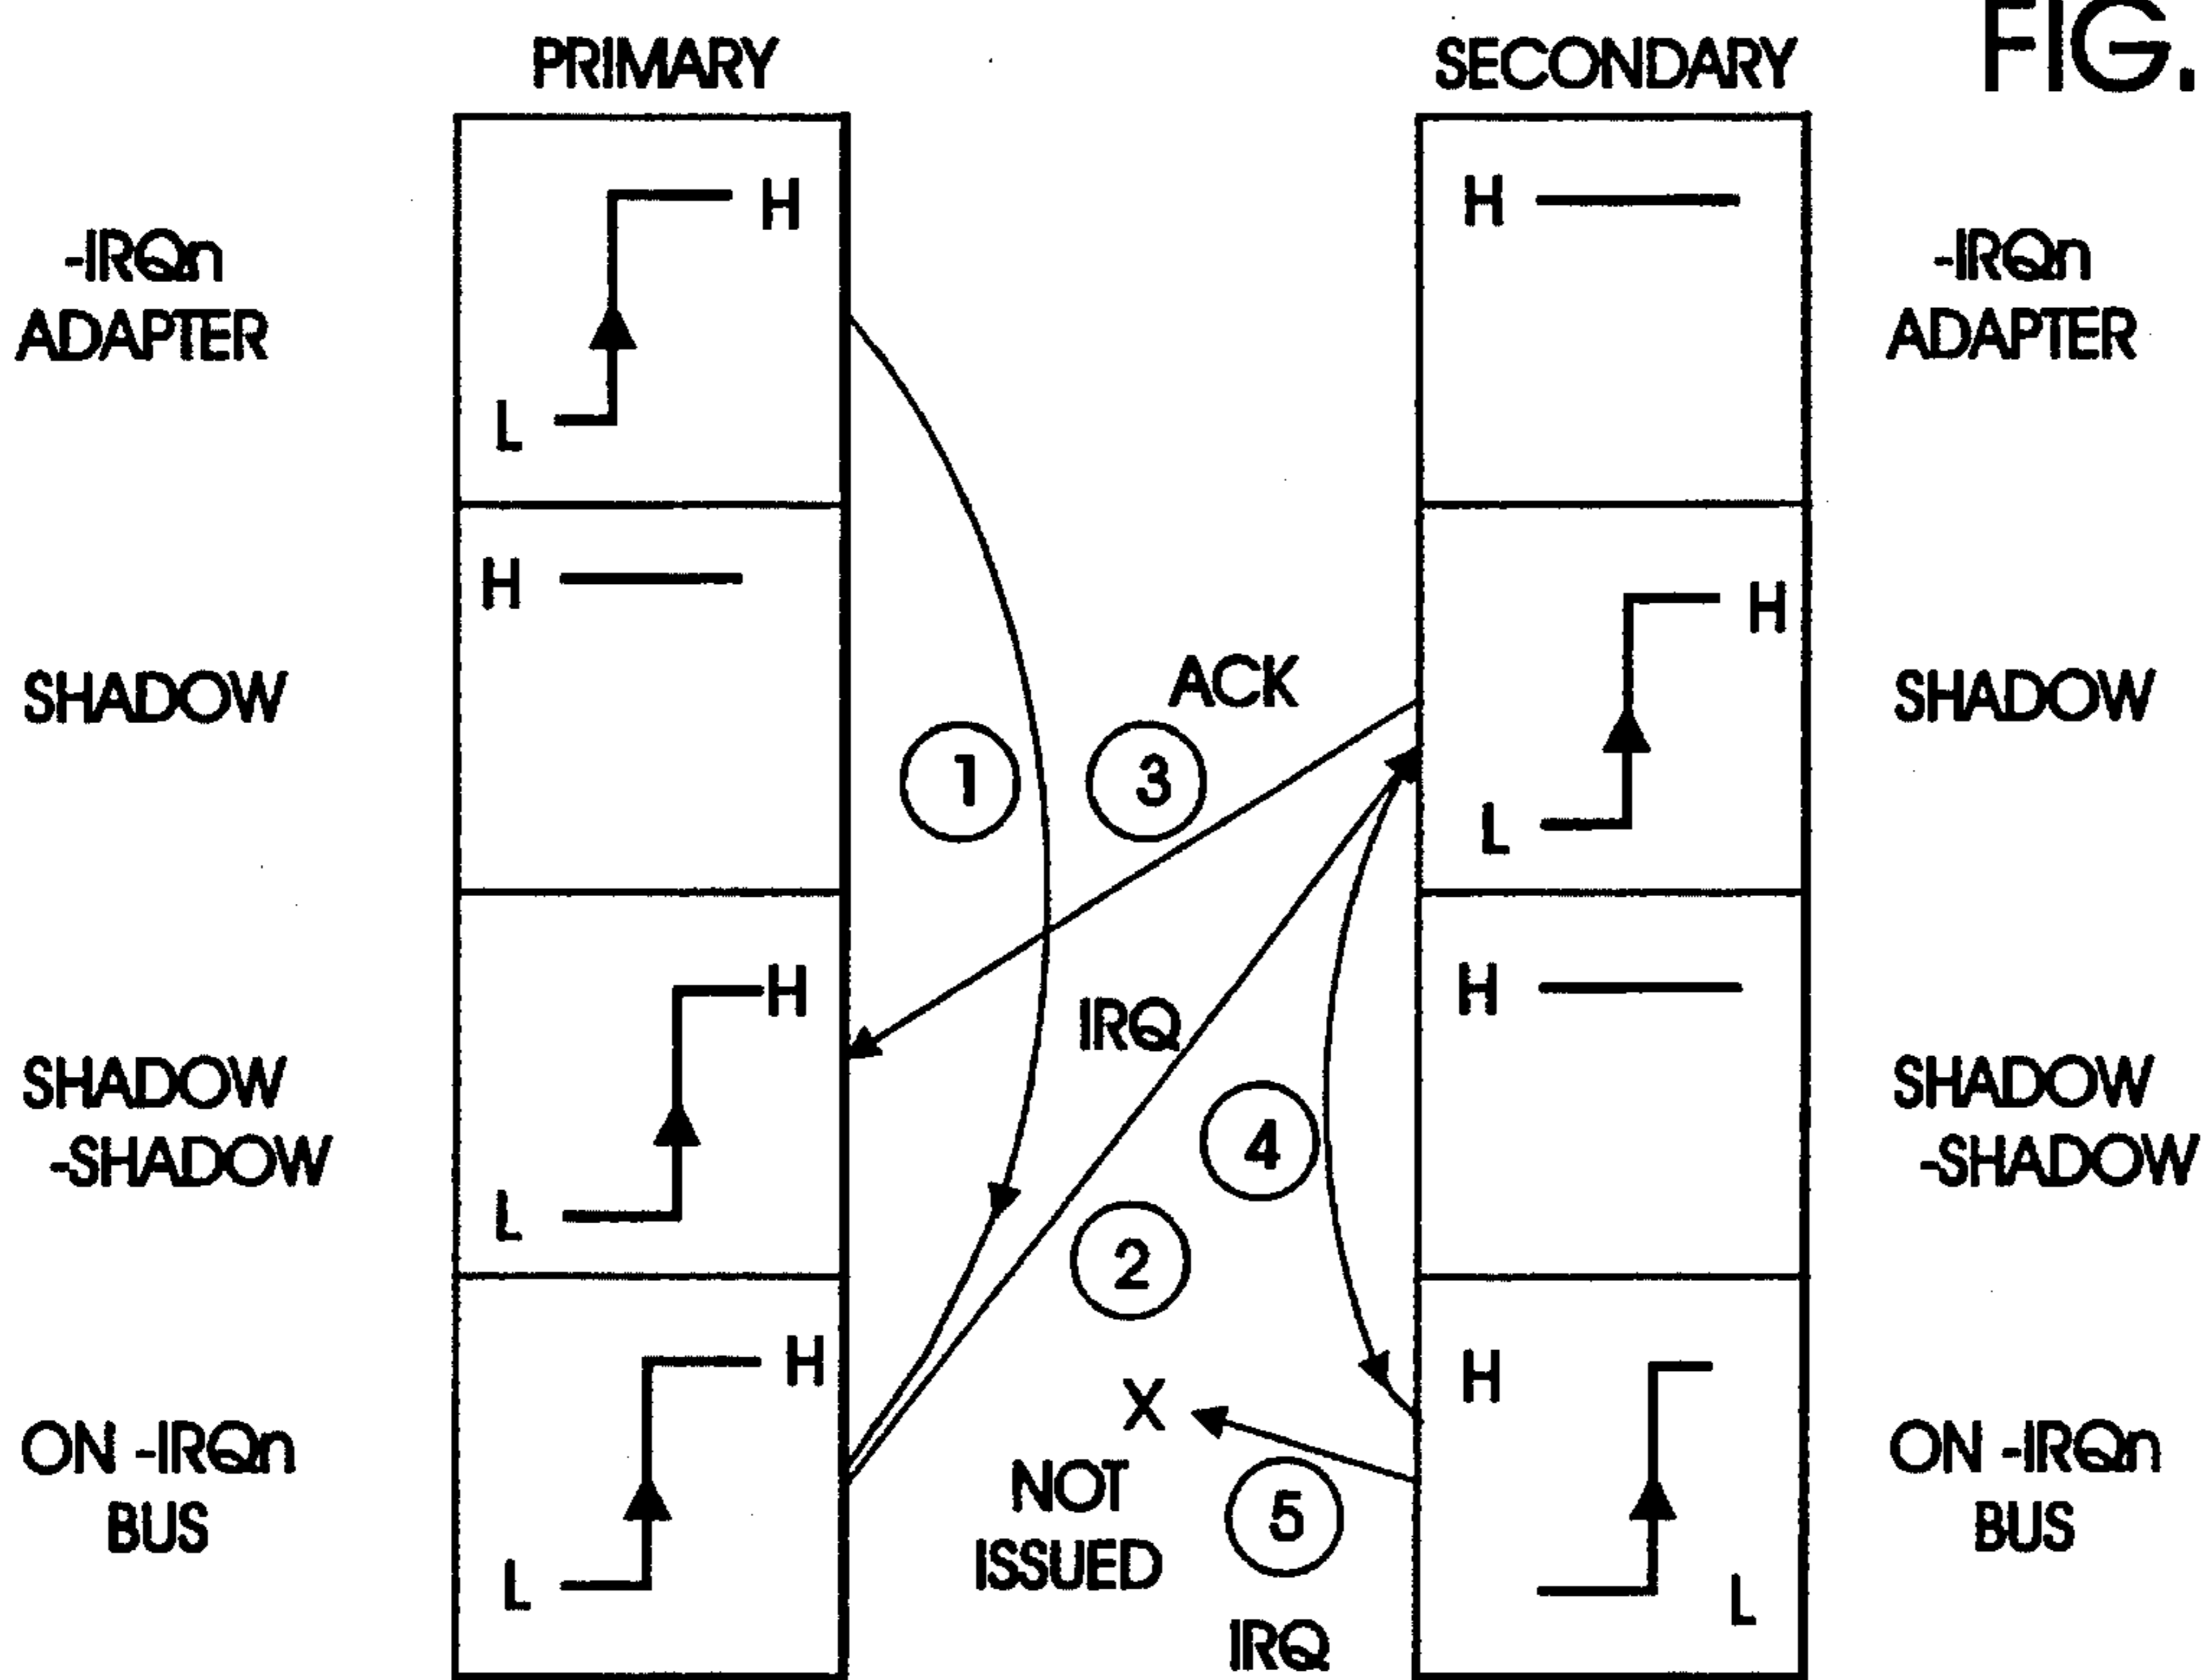 FIG.
PRIMARY
SECONDARY
-IRQn
ADAPTER
L
H
H
-IRQn
ADAPTER
SHADOW
H
ACK
1
3
L
H
SHADOW
SHADOW
-SHADOW
L
H
IRQ
4
2
H
SHADOW
-SHADOW
ON -IRQn
BUS
L
H
X
NOT
ISSUED
5
IRQ
H
L
ON -IRQn
BUS